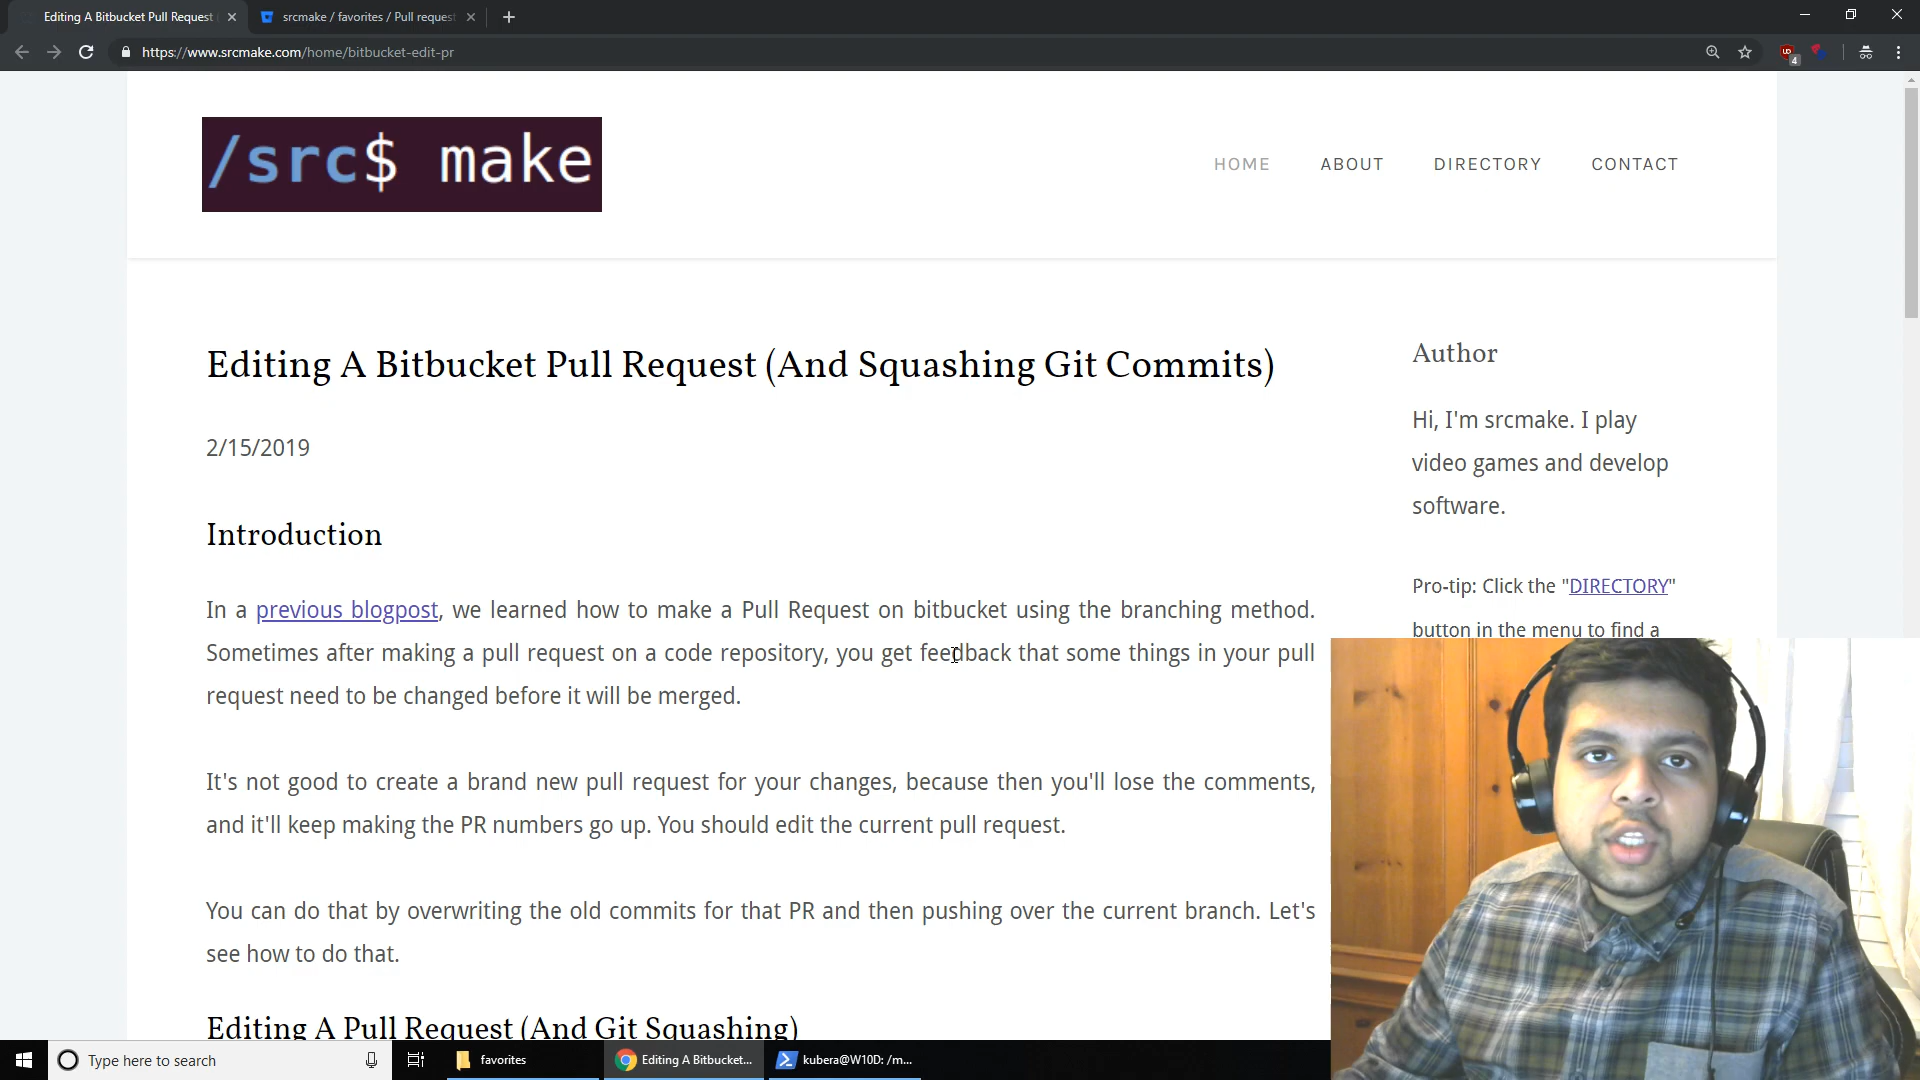 Editing A Bitbucket Pull Request
srcmake / favorites / Pull request
https://www.srcmake.com/home/bitbucket-edit-pr
4
/src$ make
HOME
ABOUT
DIRECTORY
CONTACT
Editing A Bitbucket Pull Request (And Squashing Git Commits)
2/15/2019
Introduction
In a previous blogpost, we learned how to make a Pull Request on bitbucket using the branching method.
Sometimes after making a pull request on a code repository, you get feedback that some things in your pull
request need to be changed before it will be merged.
It's not good to create a brand new pull request for your changes, because then you'll lose the comments,
and it'll keep making the PR numbers go up. You should edit the current pull request.
You can do that by overwriting the old commits for that PR and then pushing over the current branch. Let's
see how to do that.
Editing A Pull Request (And Git Squashing)
Author
Hi, I'm srcmake. I play
video games and develop
software.
Pro-tip: Click the "DIRECTORY"
button in the menu to find a
Type here to search
favorites
Editing A Bitbucket...
kubera@W10D: /m...